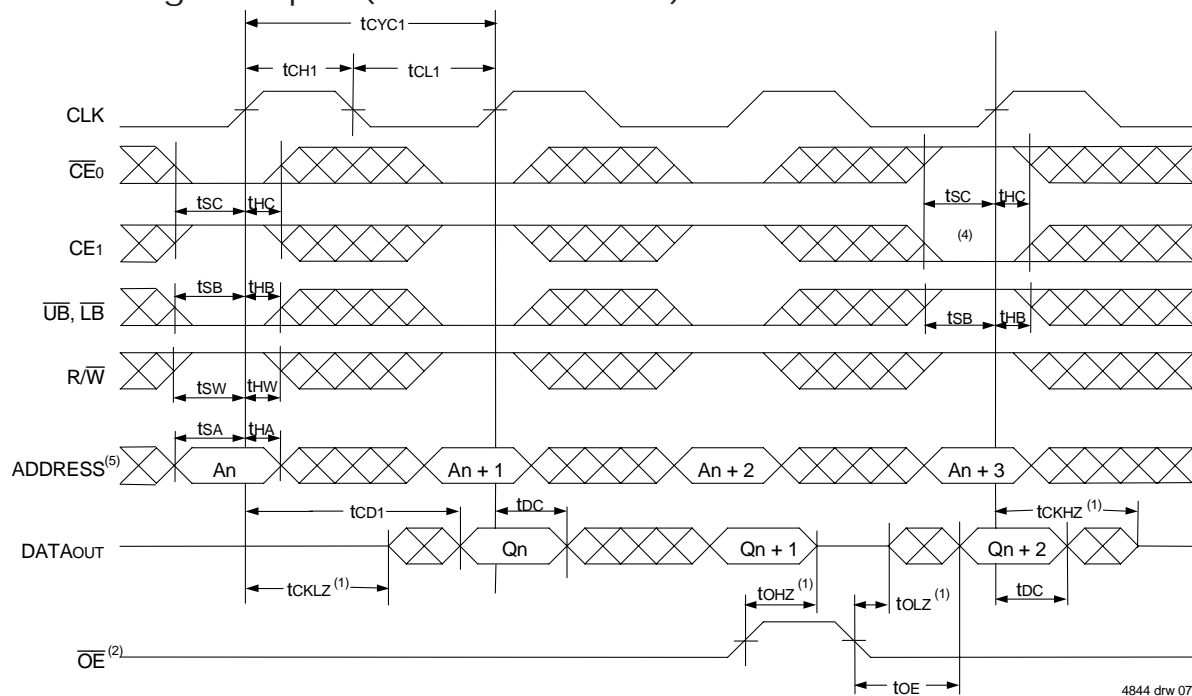 tCYC1
tCH1 tCL1
CLK
CE0
tSC tHC tSC tHC
CE1 (4)
tSB tHB
UB, LB
tSB tHB
R/W
tSW tHW
tSA tHA
ADDRESS(5) An An + 1 An + 2 An + 3
tCD1 tDC tCKHZ (1)
DATAOUT Qn Qn + 1 Qn + 2
tCKLZ (1) tOHZ (1) tOLZ (1) tDC
OE (2)
tOE
4844 drw 07